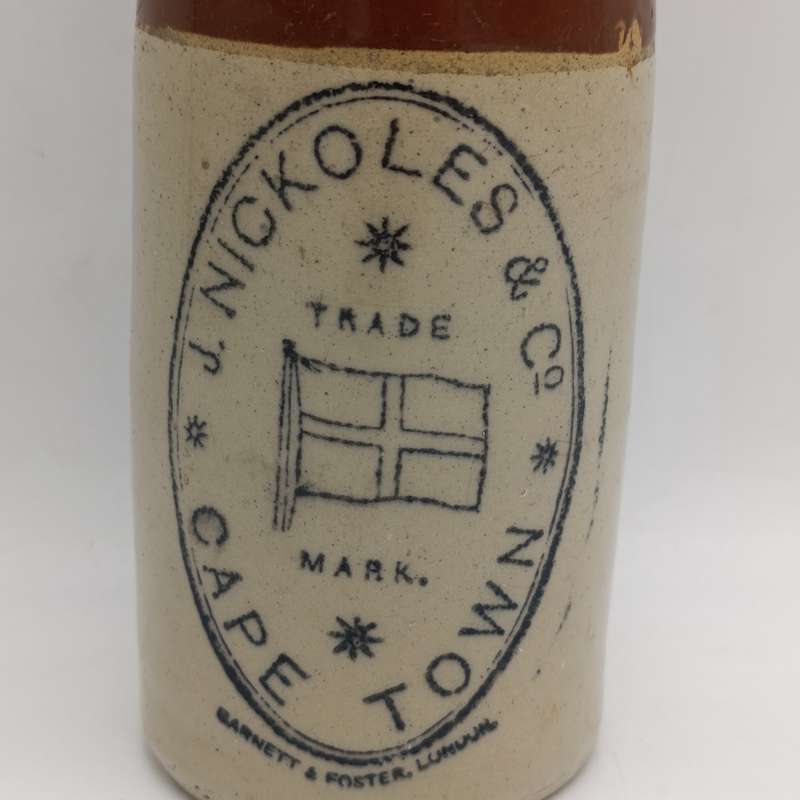 J. NICKOLES & Cº
TRADE
MARK.
CAPE TOWN
BARNETT & FOSTER, LONDON.